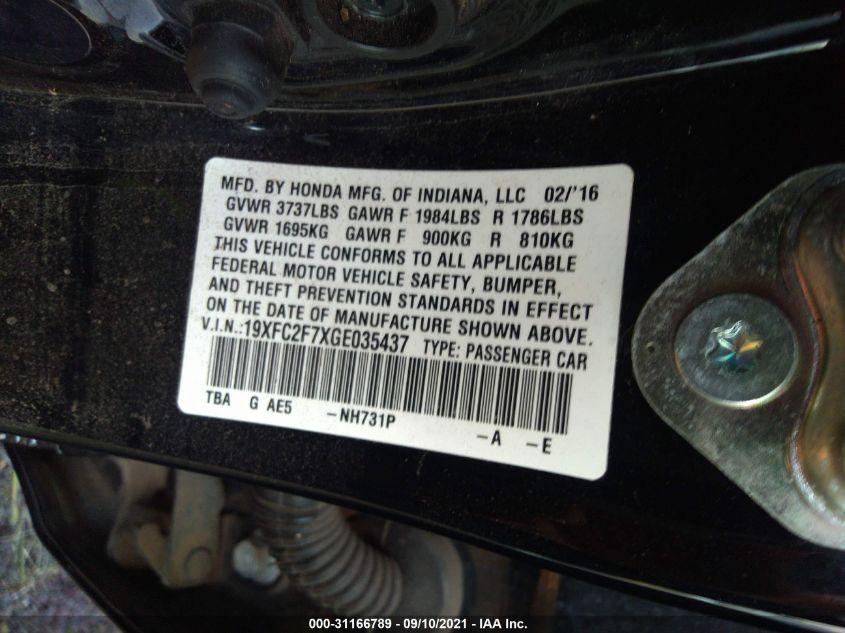 MFD. BY HONDA MFG. OF INDIANA, LLC 02/'16
GVWR 3737LBS GAWR F 1984LBS R 1786LBS
GVWR 1695KG GAWR F 900KG R 810KG
THIS VEHICLE CONFORMS TO ALL APPLICABLE
FEDERAL MOTOR VEHICLE SAFETY, BUMPER,
AND THEFT PREVENTION STANDARDS IN EFFECT
ON THE DATE OF MANUFACTURE SHOWN ABOVE.
V.I.N.:19XFC2F7XGE035437 TYPE: PASSENGER CAR
TBA G AE5 -NH731P -A -E
000-31166789 - 09/10/2021 - IAA Inc.